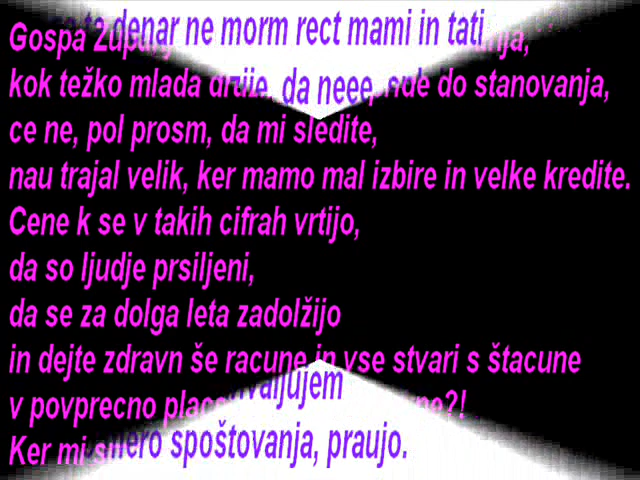 denar ne morm rect mami in tati
Gospa
kok težko mlada da neee do stanovanja,
ce ne, pol prosm, da mi sledite,
nau trajal velik, ker mamo mal izbire in velke kredite.
Cene k se v takih cifrah vrtijo,
da so ljudje prsiljeni,
da se za dolga leta zadolžijo
in dejte zdravn še racune in vse stvari s štacune
v povprecno
Ker mi spoštovanja, praujo.